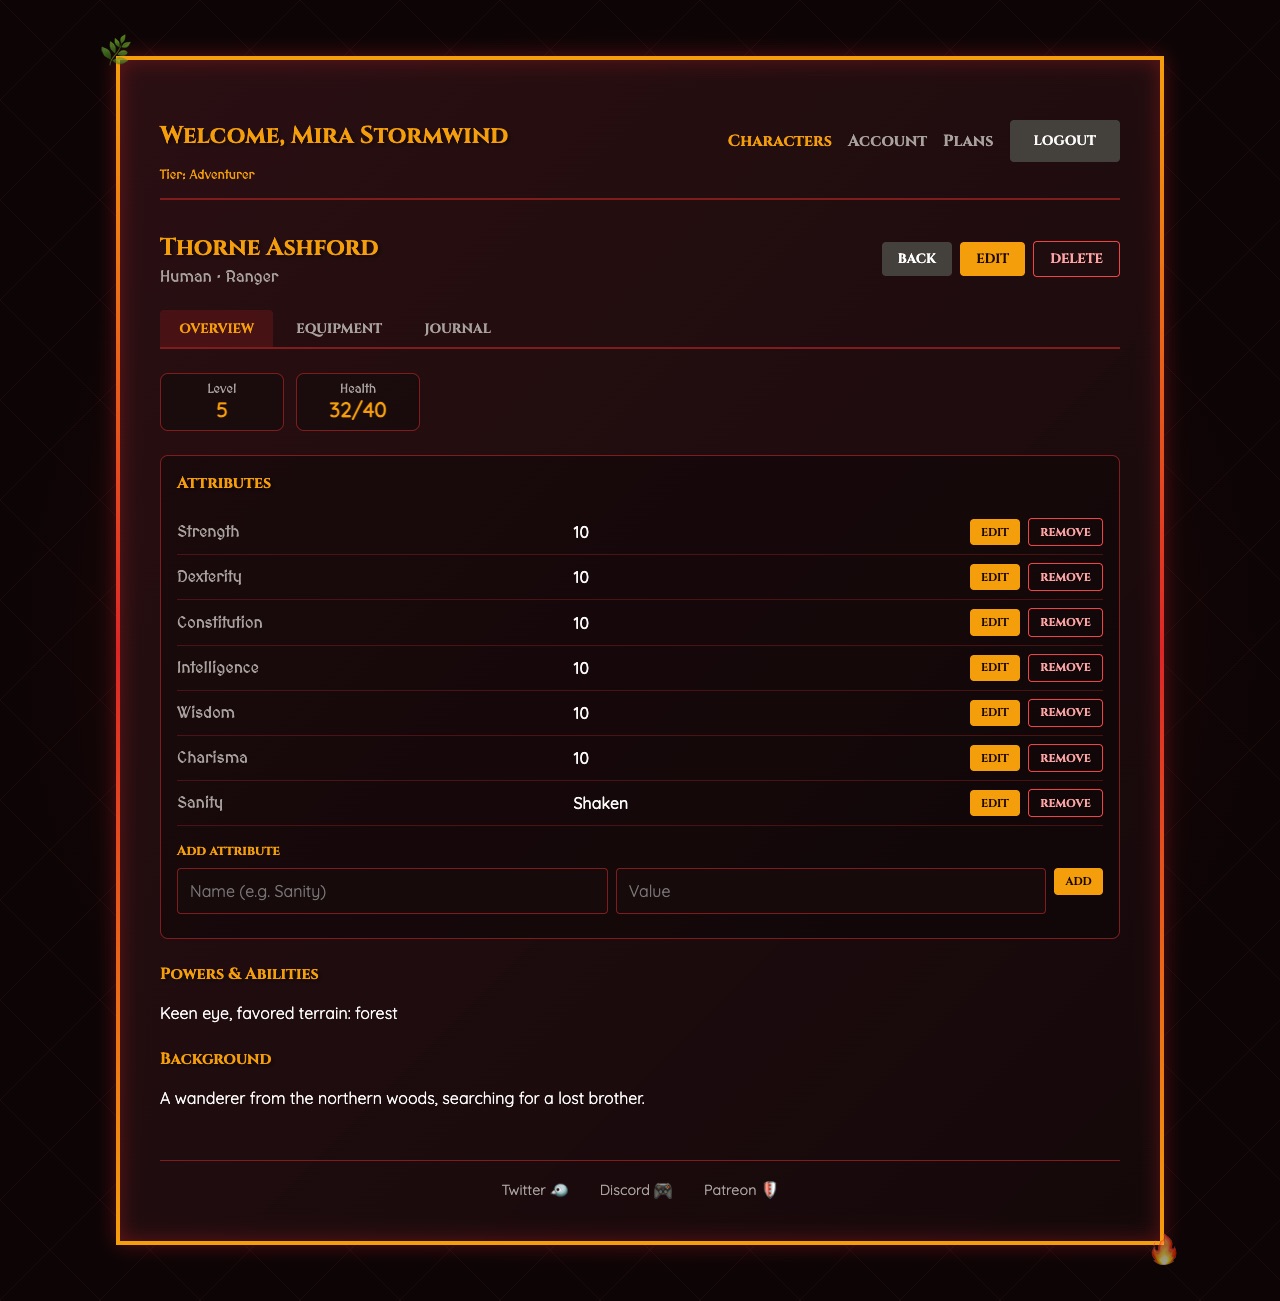 Welcome, Mira Stormwind
Characters Account Plans LOGOUT
Tier: Adventurer
Thorne Ashford
Human · Ranger
BACK EDIT DELETE
OVERVIEW EQUIPMENT JOURNAL
Level Health
5 32/40
Attributes
Strength 10 EDIT REMOVE
Dexterity 10 EDIT REMOVE
Constitution 10 EDIT REMOVE
Intelligence 10 EDIT REMOVE
Wisdom 10 EDIT REMOVE
Charisma 10 EDIT REMOVE
Sanity Shaken EDIT REMOVE
Add attribute
Name (e.g. Sanity) Value ADD
Powers & Abilities
Keen eye, favored terrain: forest
Background
A wanderer from the northern woods, searching for a lost brother.
Twitter Discord Patreon